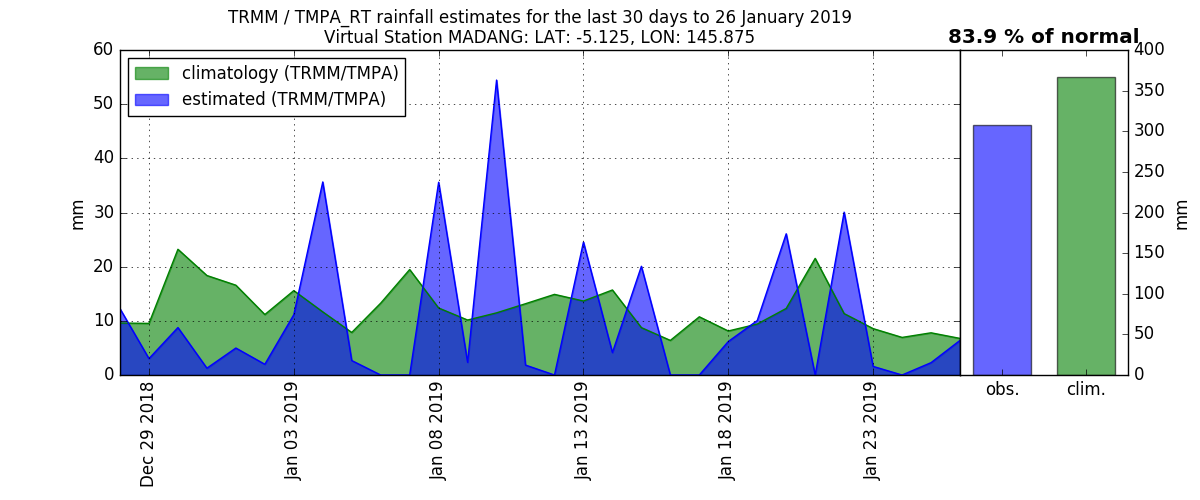 TRMM / TMPA_RT rainfall estimates for the last 30 days to 26 January 2019
Virtual Station MADANG: LAT: -5.125, LON: 145.875
83.9 % of normal
climatology (TRMM/TMPA)
estimated (TRMM/TMPA)
mm
60
50
40
30
20
10
0
Dec 29 2018
Jan 03 2019
Jan 08 2019
Jan 13 2019
Jan 18 2019
Jan 23 2019
obs.
clim.
400
350
300
250
200
150
100
50
0
mm